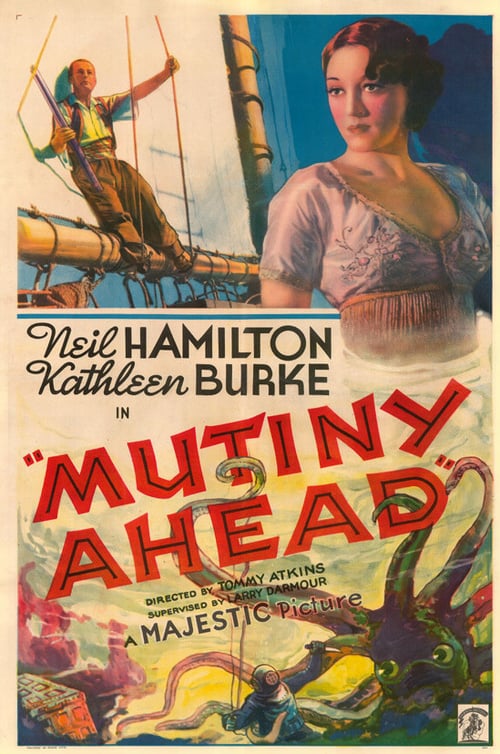 Neil HAMILTON
Kathleen BURKE
IN
"MUTINY
AHEAD"
DIRECTED BY TOMMY ATKINS
SUPERVISED BY LARRY DARMOUR
A MAJESTIC Picture